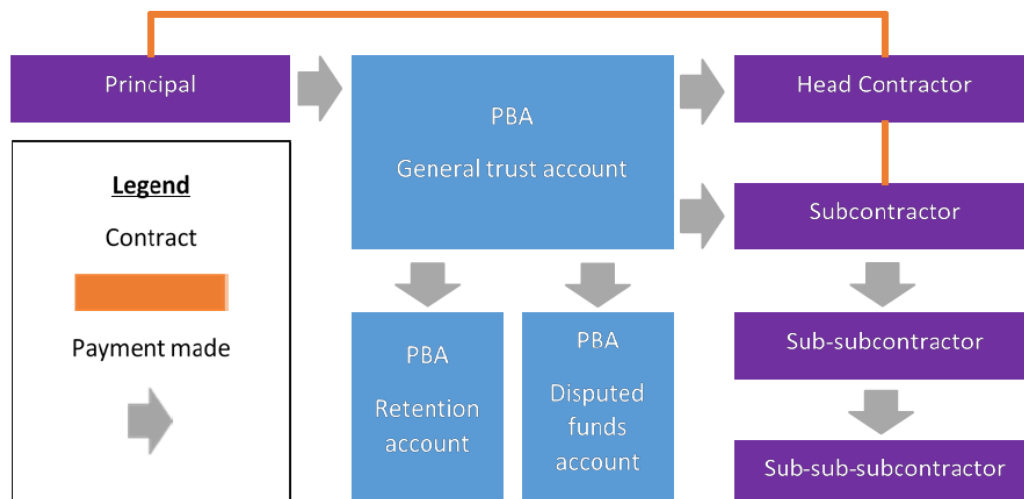 Principal
PBA
General trust account
Head Contractor
Legend
Contract
Payment made
Subcontractor
PBA
Retention
account
PBA
Disputed
funds
account
Sub-subcontractor
Sub-sub-subcontractor